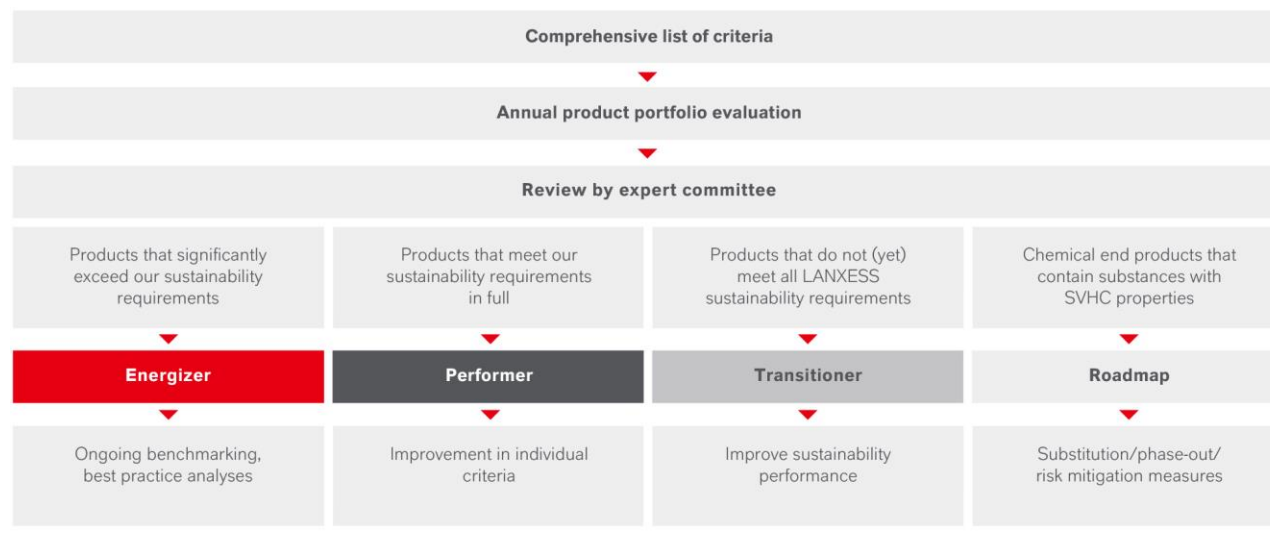 Comprehensive list of criteria
Annual product portfolio evaluation
Review by expert committee
Products that significantly
exceed our sustainability
requirements
Products that meet our
sustainability requirements
in full
Products that do not (yet)
meet all LANXESS
sustainability requirements
Chemical end products that
contain substances with
SVHC properties
Energizer
Performer
Transitioner
Roadmap
Ongoing benchmarking,
best practice analyses
Improvement in individual
criteria
Improve sustainability
performance
Substitution/phase-out/
risk mitigation measures